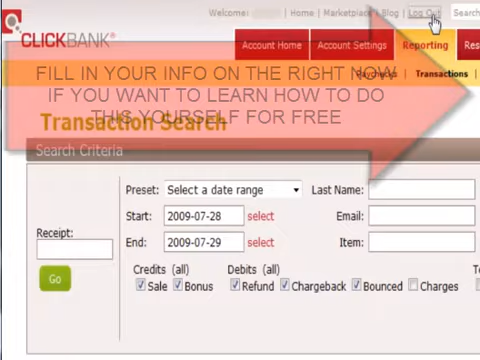 Welcome: | Home | Marketplace | Blog | Log Out Search
CLICKBANK®
Account Home Account Settings Reporting Res
Paychecks Transactions
FILL IN YOUR INFO ON THE RIGHT NOW
IF YOU WANT TO LEARN HOW TO DO
THIS YOURSELF FOR FREE
Transaction Search
Search Criteria
Preset: Select a date range Last Name:
Start: 2009-07-28 select Email:
Receipt: End: 2009-07-29 select Item:
Credits (all) Debits (all)
Go Sale Bonus Refund Chargeback Bounced Charges